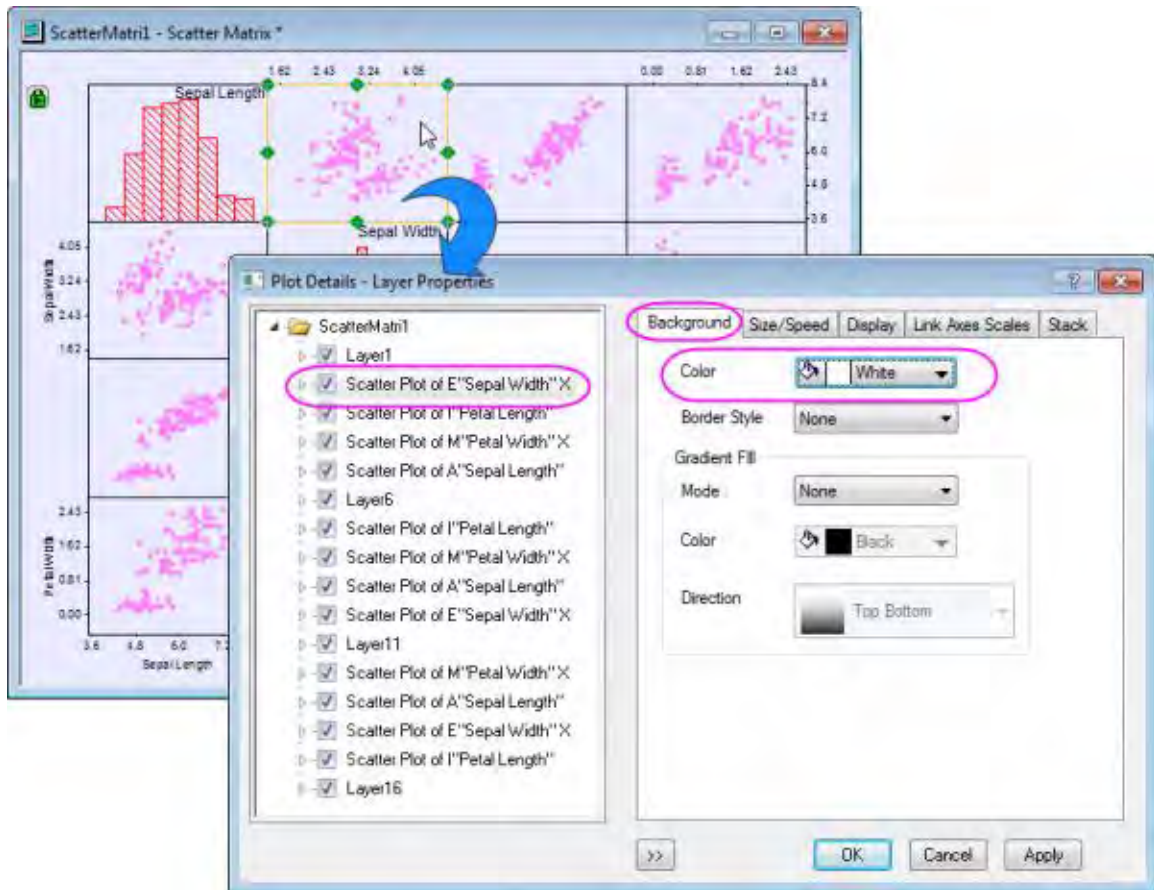 ScatterMatri1 - Scatter Matrix *
1.62 2.43 3.24 4.05
0.00 0.81 1.62 2.43
Sepal Length
8.4
7.2
6.0
4.8
3.6
Sepal Width
4.05
3.24
2.43
1.62
Sepal Width
2.43
1.62
0.81
0.00
Petal Width
3.6 4.8 6.0 7.2
Sepal Length
Plot Details - Layer Properties
ScatterMatri1
Layer1
Scatter Plot of E"Sepal Width" X
Scatter Plot of I"Petal Length"
Scatter Plot of M"Petal Width" X
Scatter Plot of A"Sepal Length"
Layer6
Scatter Plot of I"Petal Length"
Scatter Plot of M"Petal Width" X
Scatter Plot of A"Sepal Length"
Scatter Plot of E"Sepal Width" X
Layer11
Scatter Plot of M"Petal Width" X
Scatter Plot of A"Sepal Length"
Scatter Plot of E"Sepal Width" X
Scatter Plot of I"Petal Length"
Layer16
Background Size/Speed Display Link Axes Scales Stack
Color White
Border Style None
Gradient Fill
Mode None
Color Black
Direction Top Bottom
>> OK Cancel Apply